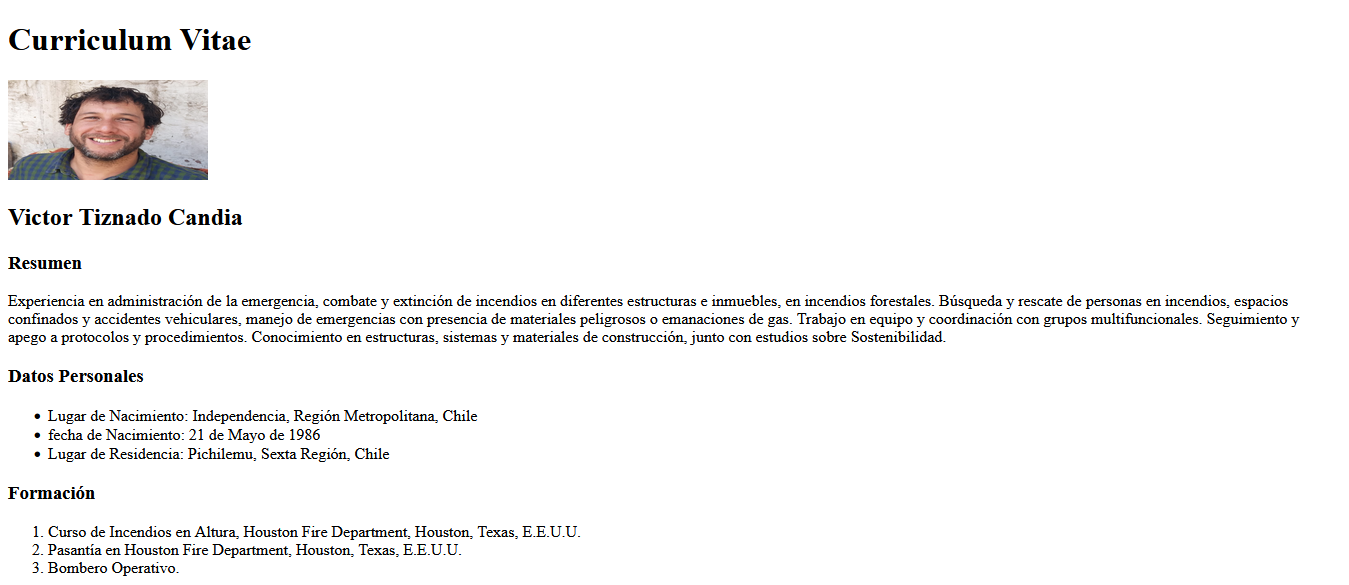 Curriculum Vitae
Victor Tiznado Candia
Resumen
Experiencia en administración de la emergencia, combate y extinción de incendios en diferentes estructuras e inmuebles, en incendios forestales. Búsqueda y rescate de personas en incendios, espacios
confinados y accidentes vehiculares, manejo de emergencias con presencia de materiales peligrosos o emanaciones de gas. Trabajo en equipo y coordinación con grupos multifuncionales. Seguimiento y
apego a protocolos y procedimientos. Conocimiento en estructuras, sistemas y materiales de construcción, junto con estudios sobre Sostenibilidad.
Datos Personales
• Lugar de Nacimiento: Independencia, Región Metropolitana, Chile
• fecha de Nacimiento: 21 de Mayo de 1986
• Lugar de Residencia: Pichilemu, Sexta Región, Chile
Formación
1. Curso de Incendios en Altura, Houston Fire Department, Houston, Texas, E.E.U.U.
2. Pasantía en Houston Fire Department, Houston, Texas, E.E.U.U.
3. Bombero Operativo.